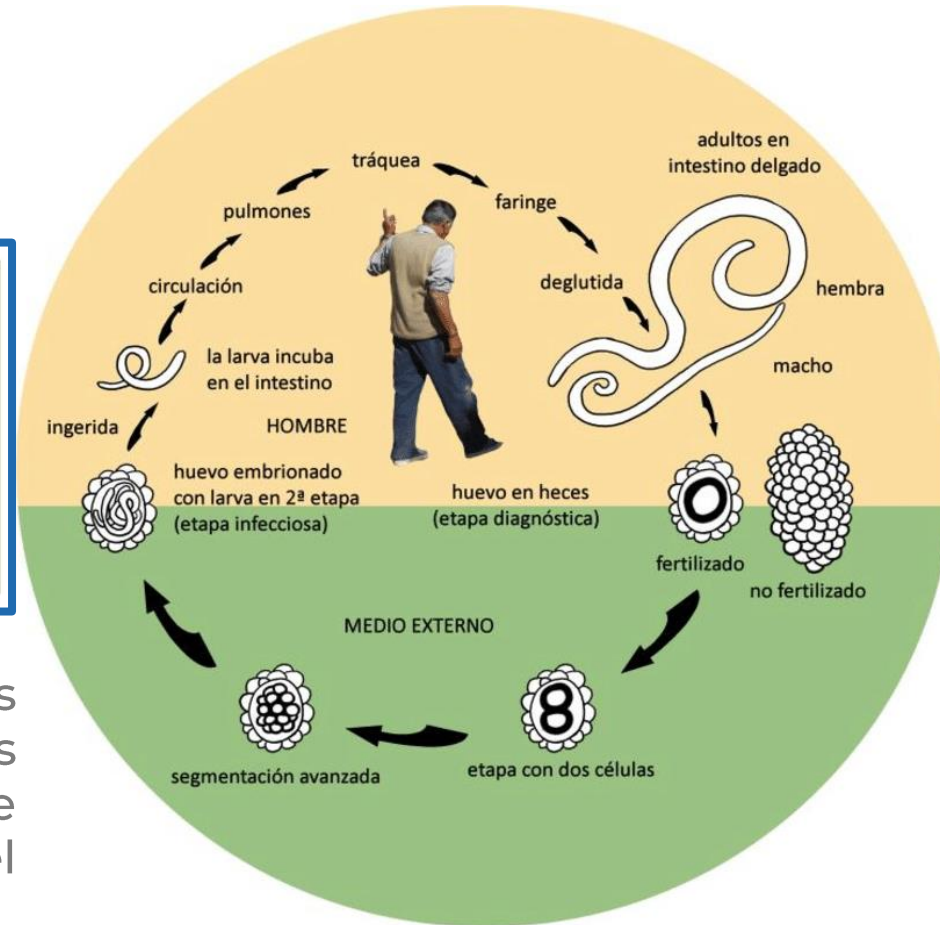 adultos en
intestino delgado
tráquea
faringe
pulmones
deglutida
circulación
hembra
la larva incuba
en el intestino
macho
ingerida
HOMBRE
huevo embrionado
con larva en 2ª etapa
(etapa infecciosa)
huevo en heces
(etapa diagnóstica)
fertilizado
no fertilizado
MEDIO EXTERNO
segmentación avanzada
etapa con dos células
s
s
e
el